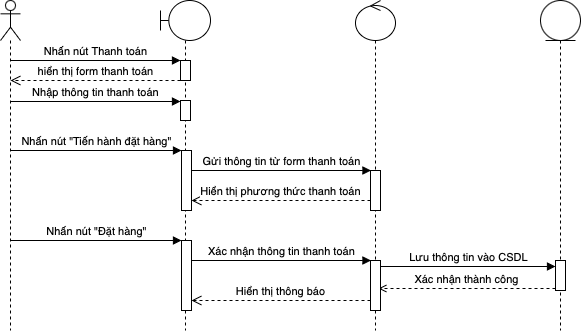 Nhấn nút Thanh toán
hiển thị form thanh toán
Nhập thông tin thanh toán
Nhấn nút "Tiến hành đặt hàng"
Gửi thông tin từ form thanh toán
Hiển thị phương thức thanh toán
Nhấn nút "Đặt hàng"
Xác nhận thông tin thanh toán
Lưu thông tin vào CSDL
Xác nhận thành công
Hiển thị thông báo